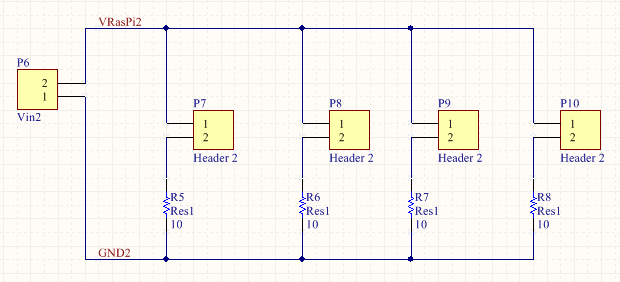 VRasPi2
P6
2
1
Vin2
P7
1
2
Header 2
P8
1
2
Header 2
P9
1
2
Header 2
P10
1
2
Header 2
R5
Res1
10
R6
Res1
10
R7
Res1
10
R8
Res1
10
GND2